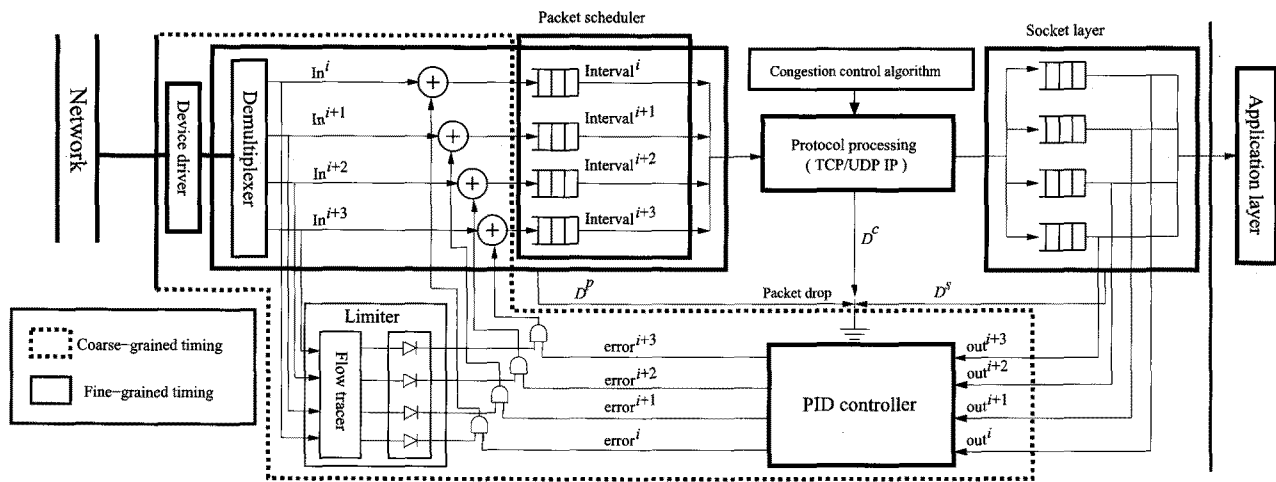 Packet scheduler
Socket layer
Network
Device driver
Demultiplexer
In^i
In^{i+1}
In^{i+2}
In^{i+3}
Interval^i
Interval^{i+1}
Interval^{i+2}
Interval^{i+3}
Congestion control algorithm
Protocol processing
( TCP/UDP IP )
Application layer
D^c
D^p
Packet drop
D^s
Coarse-grained timing
Fine-grained timing
Limiter
Flow tracer
error^{i+3}
error^{i+2}
error^{i+1}
error^i
PID controller
out^{i+3}
out^{i+2}
out^{i+1}
out^i